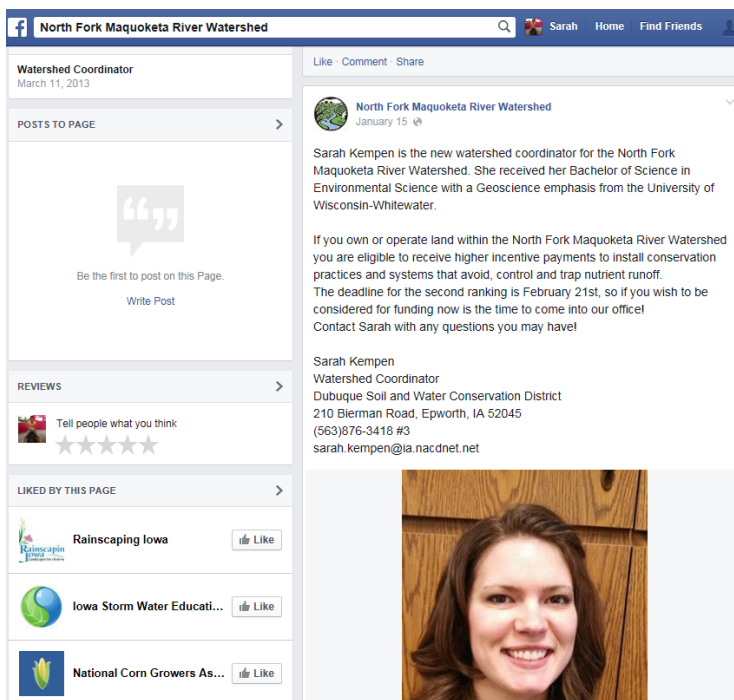 North Fork Maquoketa River Watershed
Sarah Home Find Friends
Watershed Coordinator
March 11, 2013
POSTS TO PAGE
Be the first to post on this Page.
Write Post
REVIEWS
Tell people what you think
LIKED BY THIS PAGE
Rainscaping Iowa
Like
Rainscapin
Iowa
Iowa Storm Water Educati...
Like
National Corn Growers As...
Like
Like · Comment · Share
North Fork Maquoketa River Watershed
January 15
Sarah Kempen is the new watershed coordinator for the North Fork
Maquoketa River Watershed. She received her Bachelor of Science in
Environmental Science with a Geoscience emphasis from the University of
Wisconsin-Whitewater.
If you own or operate land within the North Fork Maquoketa River Watershed
you are eligible to receive higher incentive payments to install conservation
practices and systems that avoid, control and trap nutrient runoff.
The deadline for the second ranking is February 21st, so if you wish to be
considered for funding now is the time to come into our office!
Contact Sarah with any questions you may have!
Sarah Kempen
Watershed Coordinator
Dubuque Soil and Water Conservation District
210 Bierman Road, Epworth, IA 52045
(563)876-3418 #3
sarah.kempen@ia.nacdnet.net